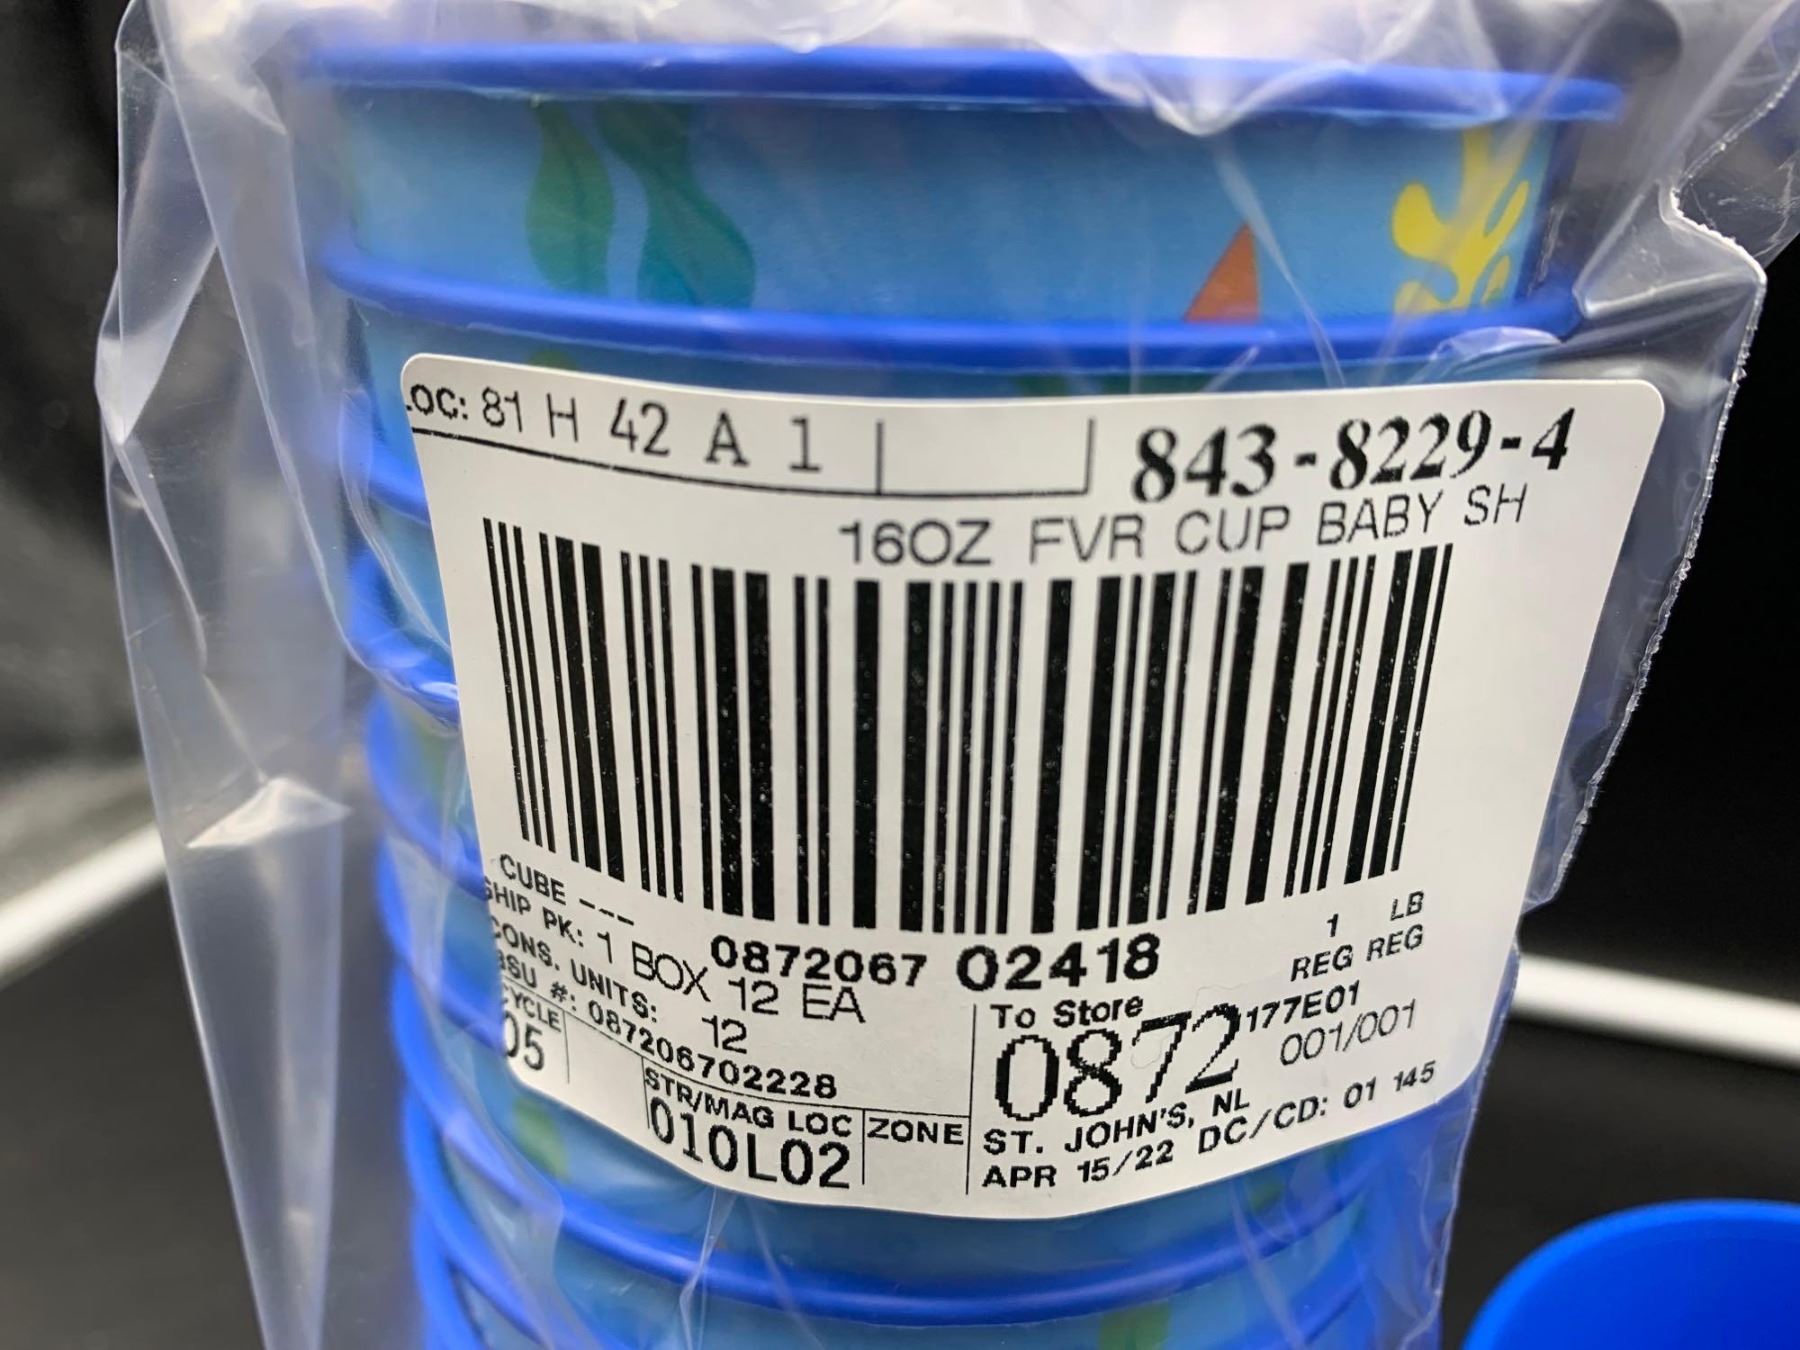 LOC: 81 H 42 A 1
843-8229-4
16OZ FVR CUP BABY SH
CUBE ---
SHIP PK: 1 BOX 12 EA
CONS. UNITS: 12
BSU #: 087206702228
0872067 02418
1 LB
REG REG
To Store
0872 177E01
001/001
ST. JOHN'S, NL
APR 15/22 DC/CD: 01 145
CYCLE
05
STR/MAG LOC
010L02
ZONE